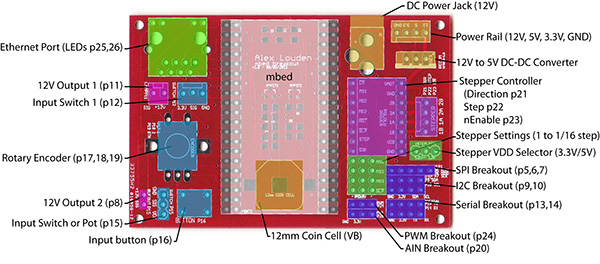 DC Power Jack (12V)
Ethernet Port (LEDs p25,26)
Power Rail (12V, 5V, 3.3V, GND)
12V to 5V DC-DC Converter
Alex Louden
mbed
12V Output 1 (p11)
Input Switch 1 (p12)
Stepper Controller
(Direction p21
Step p22
nEnable p23)
Stepper Settings (1 to 1/16 step)
Stepper VDD Selector (3.3V/5V)
Rotary Encoder (p17,18,19)
SPI Breakout (p5,6,7)
I2C Breakout (p9,10)
12V Output 2 (p8)
Serial Breakout (p13,14)
Input Switch or Pot (p15)
Input button (p16)
12mm Coin Cell (VB)
PWM Breakout (p24)
AIN Breakout (p20)